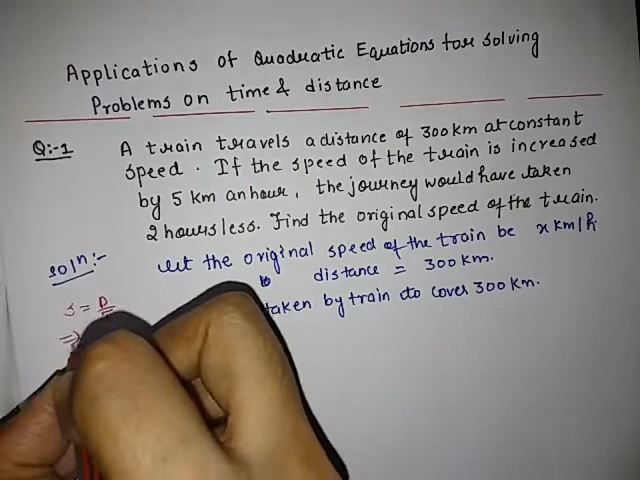 Applications of Quadratic Equations for solving
Problems on time & distance
Q:-1 A train travels a distance of 300 km at constant
speed. If the speed of the train is increased
by 5 km an hour, the journey would have taken
2 hours less. Find the original speed of the train.
Solⁿ:- Let the original speed of the train be x km/h
distance = 300 km.
taken by train to cover 300 km.
S = D